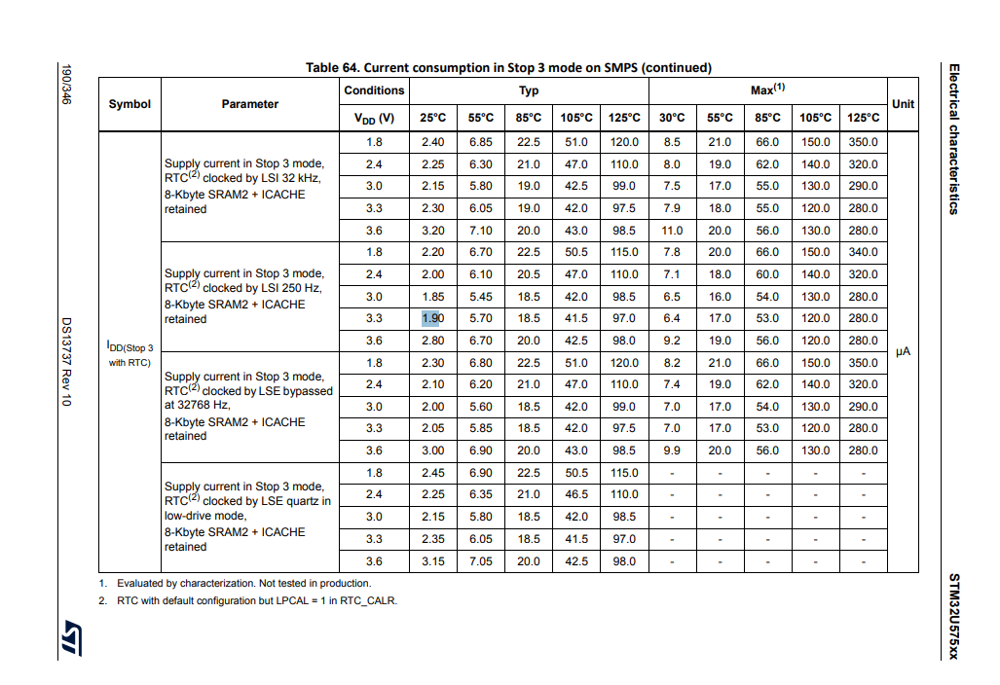 Table 64. Current consumption in Stop 3 mode on SMPS (continued)
Symbol Parameter Conditions Typ Max(1) Unit
VDD (V) 25°C 55°C 85°C 105°C 125°C 30°C 55°C 85°C 105°C 125°C
IDD(Stop 3
with RTC)
Supply current in Stop 3 mode,
RTC(2) clocked by LSI 32 kHz,
8-Kbyte SRAM2 + ICACHE
retained
1.8 2.40 6.85 22.5 51.0 120.0 8.5 21.0 66.0 150.0 350.0
2.4 2.25 6.30 21.0 47.0 110.0 8.0 19.0 62.0 140.0 320.0
3.0 2.15 5.80 19.0 42.5 99.0 7.5 17.0 55.0 130.0 290.0
3.3 2.30 6.05 19.0 42.0 97.5 7.9 18.0 55.0 120.0 280.0
3.6 3.20 7.10 20.0 43.0 98.5 11.0 20.0 56.0 130.0 280.0
Supply current in Stop 3 mode,
RTC(2) clocked by LSI 250 Hz,
8-Kbyte SRAM2 + ICACHE
retained
1.8 2.20 6.70 22.5 50.5 115.0 7.8 20.0 66.0 150.0 340.0
2.4 2.00 6.10 20.5 47.0 110.0 7.1 18.0 60.0 140.0 320.0
3.0 1.85 5.45 18.5 42.0 98.5 6.5 16.0 54.0 130.0 280.0
3.3 1.90 5.70 18.5 41.5 97.0 6.4 17.0 53.0 120.0 280.0
3.6 2.80 6.70 20.0 42.5 98.0 9.2 19.0 56.0 120.0 280.0
Supply current in Stop 3 mode,
RTC(2) clocked by LSE bypassed
at 32768 Hz,
8-Kbyte SRAM2 + ICACHE
retained
1.8 2.30 6.80 22.5 51.0 120.0 8.2 21.0 66.0 150.0 350.0
2.4 2.10 6.20 21.0 47.0 110.0 7.4 19.0 62.0 140.0 320.0
3.0 2.00 5.60 18.5 42.0 99.0 7.0 17.0 54.0 130.0 290.0
3.3 2.05 5.85 18.5 42.0 97.5 7.0 17.0 53.0 120.0 280.0
3.6 3.00 6.90 20.0 43.0 98.5 9.9 20.0 56.0 130.0 280.0
Supply current in Stop 3 mode,
RTC(2) clocked by LSE quartz in
low-drive mode,
8-Kbyte SRAM2 + ICACHE
retained
1.8 2.45 6.90 22.5 50.5 115.0 - - - - -
2.4 2.25 6.35 21.0 46.5 110.0 - - - - -
3.0 2.15 5.80 18.5 42.0 98.5 - - - - -
3.3 2.35 6.05 18.5 41.5 97.0 - - - - -
3.6 3.15 7.05 20.0 42.5 98.0 - - - - -
µA
1. Evaluated by characterization. Not tested in production.
2. RTC with default configuration but LPCAL = 1 in RTC_CALR.
190/346
DS13737 Rev 10
ST
Electrical characteristics
STM32U575xx